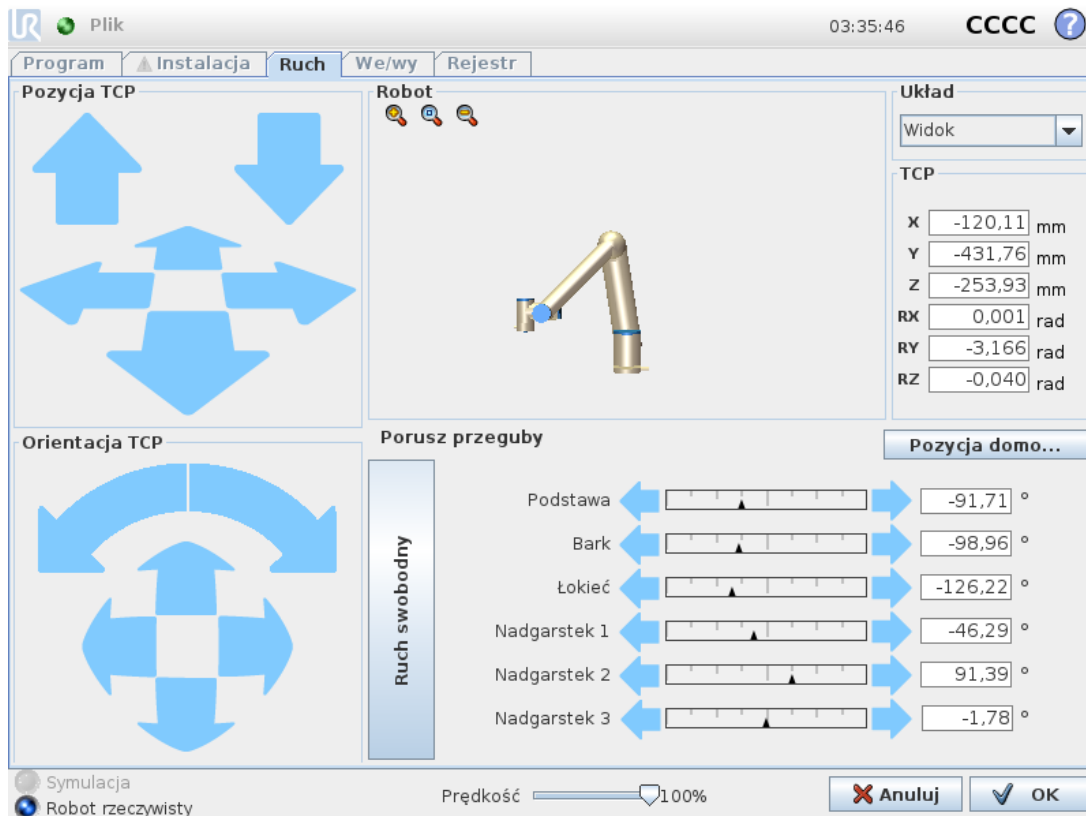 UR Plik 03:35:46 CCCC ?
Program Instalacja Ruch We/wy Rejestr
Pozycja TCP
Robot
Układ
Widok
TCP
X -120,11 mm
Y -431,76 mm
Z -253,93 mm
RX 0,001 rad
RY -3,166 rad
RZ -0,040 rad
Orientacja TCP
Porusz przeguby
Pozycja domo...
Ruch swobodny
Podstawa -91,71 °
Bark -98,96 °
Łokieć -126,22 °
Nadgarstek 1 -46,29 °
Nadgarstek 2 91,39 °
Nadgarstek 3 -1,78 °
Symulacja
Robot rzeczywisty
Prędkość 100%
Anuluj
OK